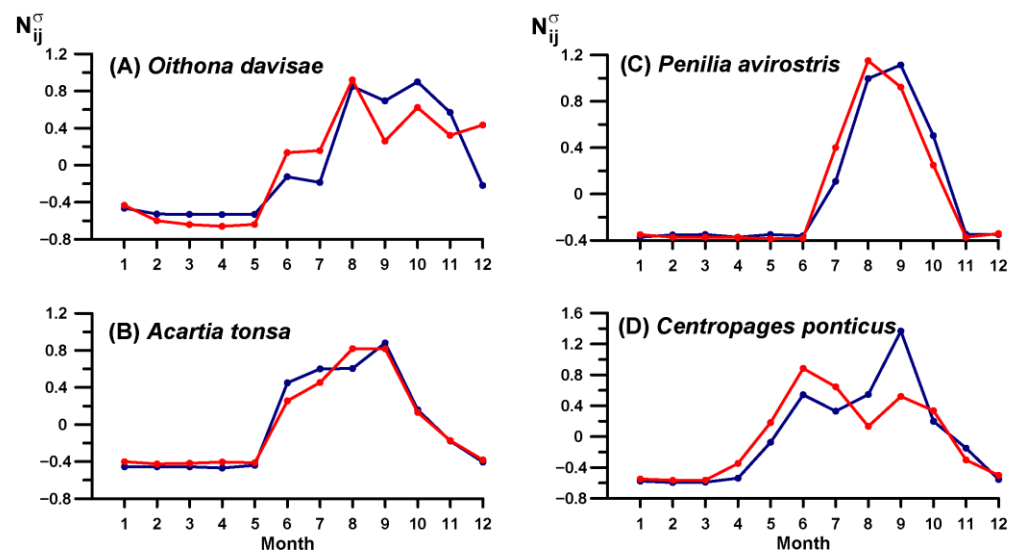 N_ij^σ
(A) Oithona davisae
1.2
0.8
0.4
0
−0.4
−0.8
1 2 3 4 5 6 7 8 9 10 11 12
(B) Acartia tonsa
1.2
0.8
0.4
0
−0.4
−0.8
1 2 3 4 5 6 7 8 9 10 11 12
Month
N_ij^σ
(C) Penilia avirostris
1.2
1.2
0.4
0
−0.4
1 2 3 4 5 6 7 8 9 10 11 12
(D) Centropages ponticus
1.6
1.2
0.8
0.4
0
−0.4
−0.8
1 2 3 4 5 6 7 8 9 10 11 12
Month